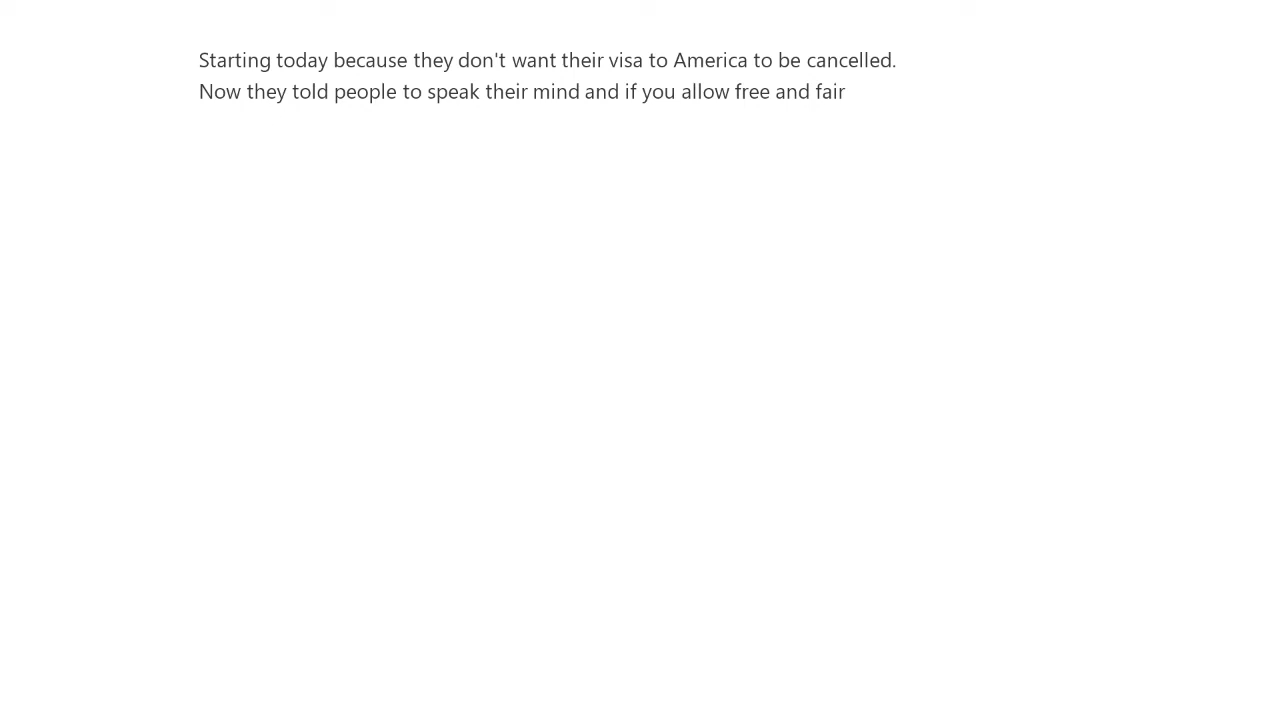 Starting today because they don't want their visa to America to be cancelled.
Now they told people to speak their mind and if you allow free and fair